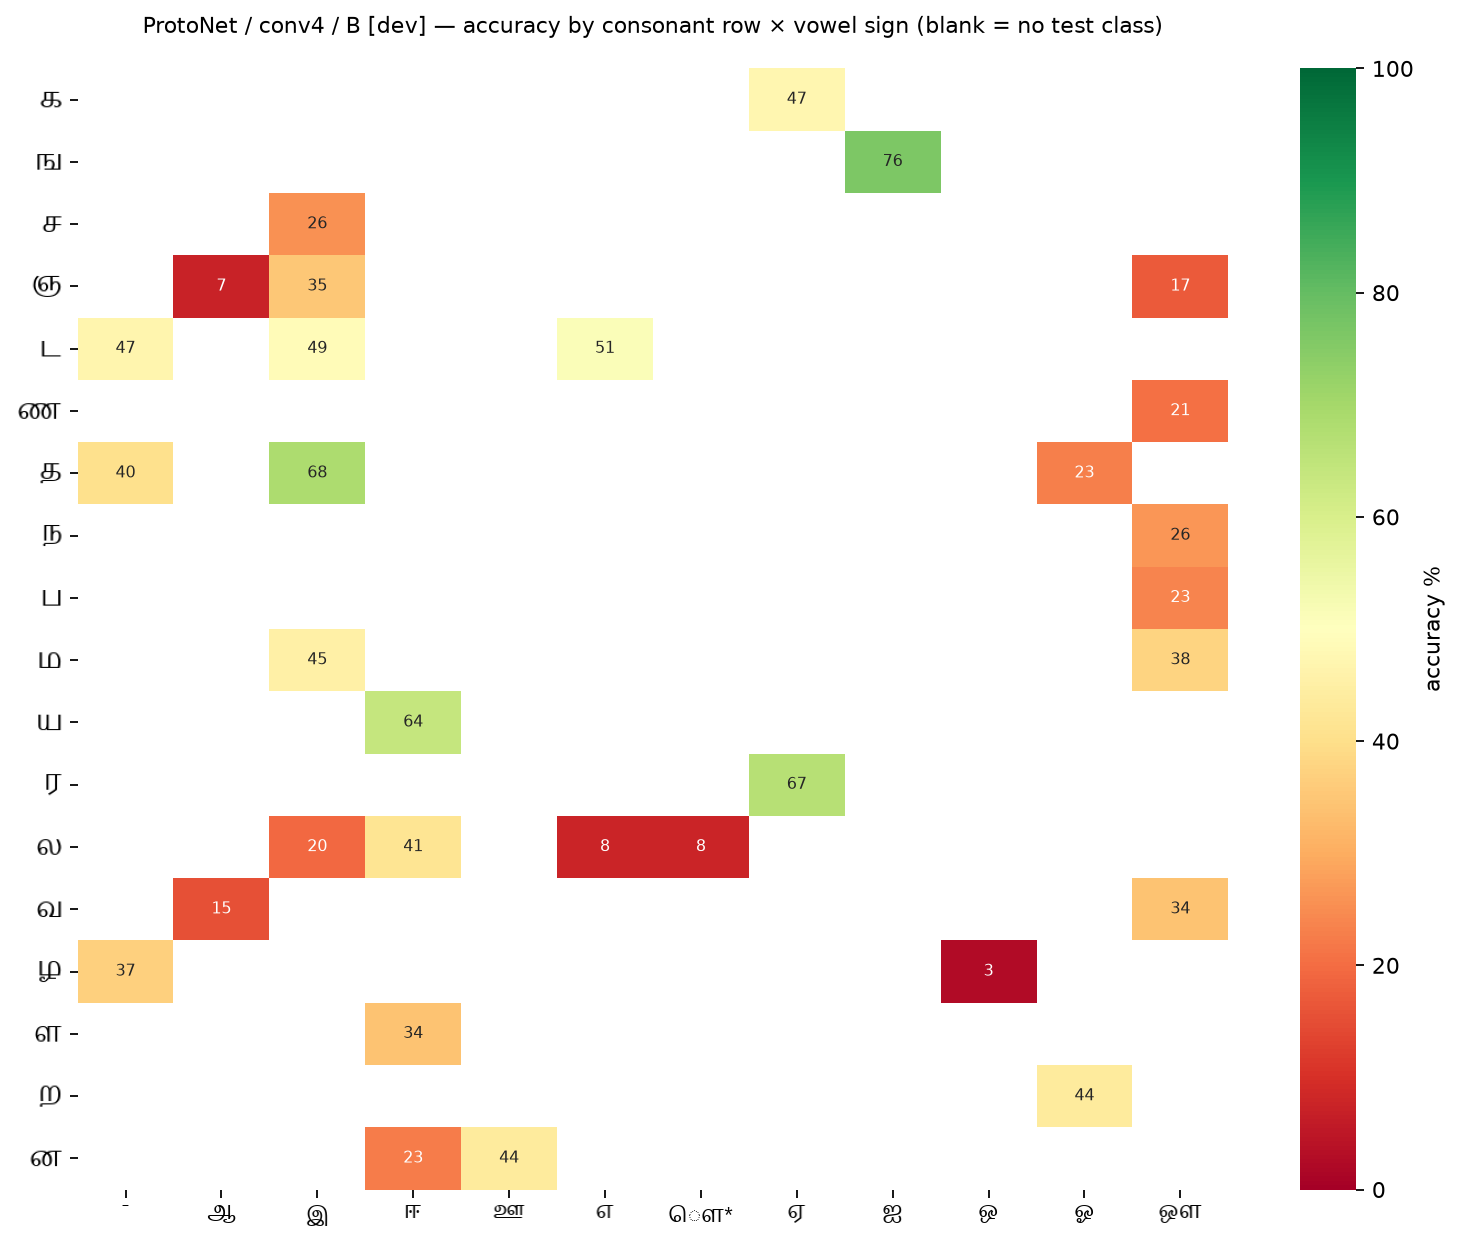 ProtoNet / conv4 / B [dev] — accuracy by consonant row × vowel sign (blank = no test class)
க 47
ங 76
ச 26
ஞ 7 35 17
ட 47 49 51
ண 21
த 40 68 23
ந 26
ப 23
ம 45 38
ய 64
ர 67
ல 20 41 8 8
வ 15 34
ழ 37 3
ள 34
ற 44
ன 23 44
- ஆ இ ஈ ஊ எ ௌ* ஏ ஐ ஒ ஓ ஔ
100
80
60
40
20
0
accuracy %